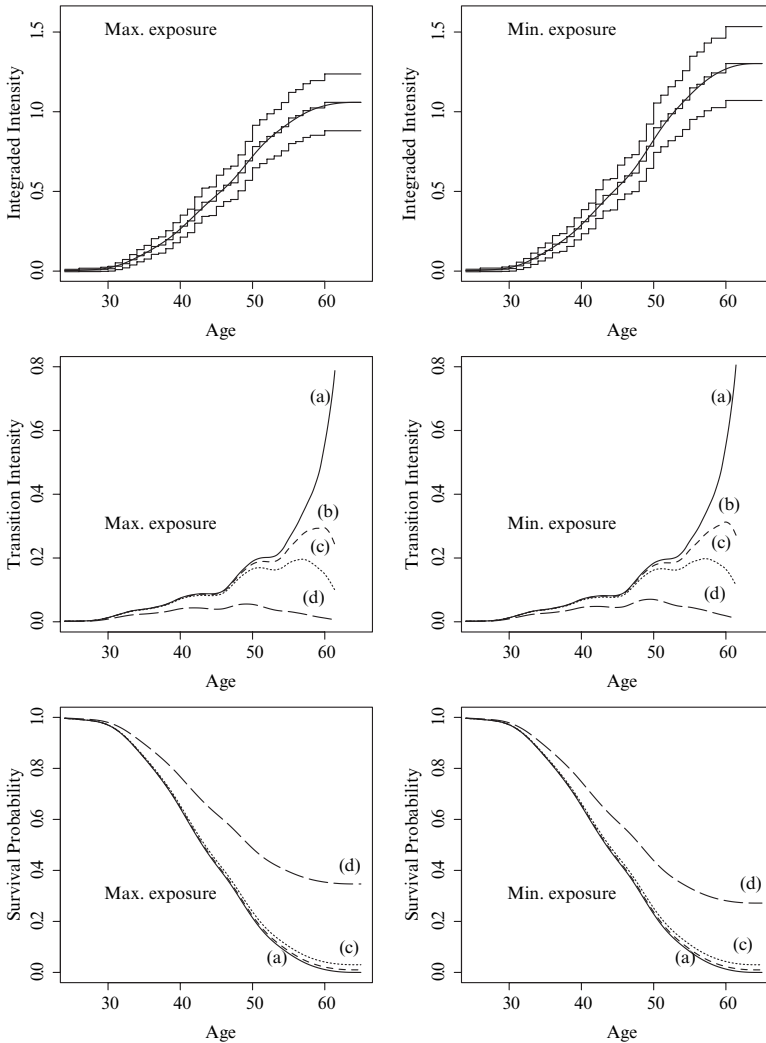 Max. exposure
Integraded Intensity
0.0 0.5 1.0 1.5
30 40 50 60
Age
Min. exposure
Integraded Intensity
0.0 0.5 1.0 1.5
30 40 50 60
Age
Max. exposure
(a)
(b)
(c)
(d)
Transition Intensity
0.0 0.2 0.4 0.6 0.8
30 40 50 60
Age
Min. exposure
(a)
(b)
(c)
(d)
Transition Intensity
0.0 0.2 0.4 0.6 0.8
30 40 50 60
Age
Max. exposure
(d)
(c)
(a)
Survival Probability
0.0 0.2 0.4 0.6 0.8 1.0
30 40 50 60
Age
Min. exposure
(d)
(c)
(a)
Survival Probability
0.0 0.2 0.4 0.6 0.8 1.0
30 40 50 60
Age